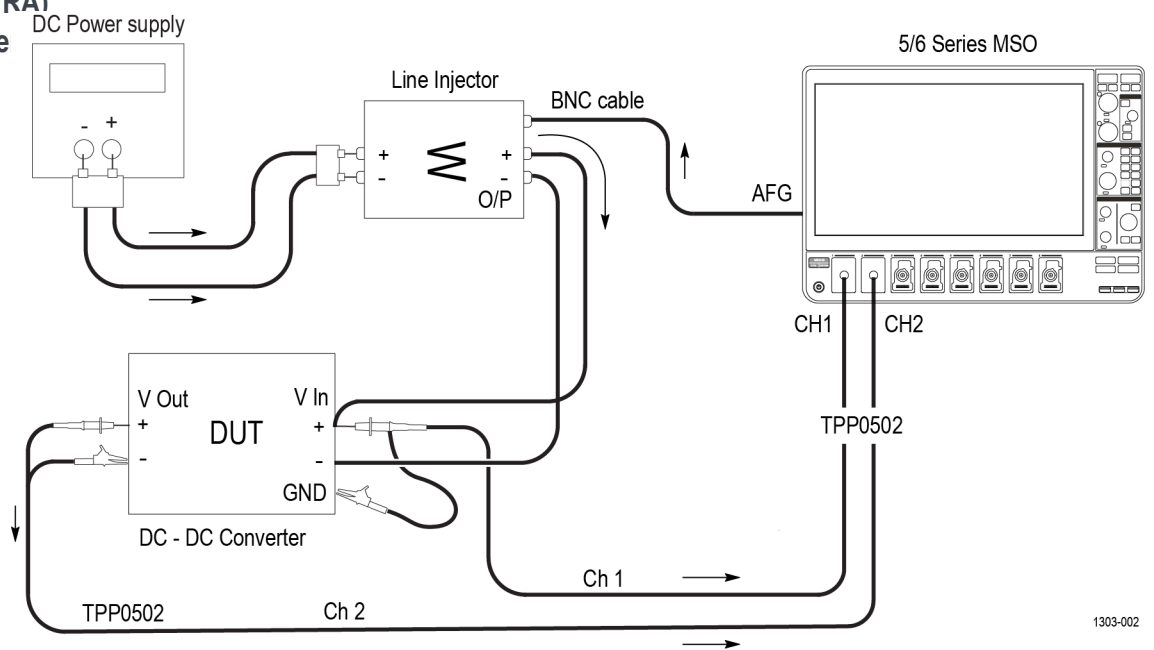 RA)
DC Power supply
e
5/6 Series MSO
Line Injector
BNC cable
- +
+ +
- -
O/P
AFG
CH1 CH2
V Out V In
+ DUT +
- -
GND
TPP0502
DC - DC Converter
Ch 1
TPP0502 Ch 2
1303-002